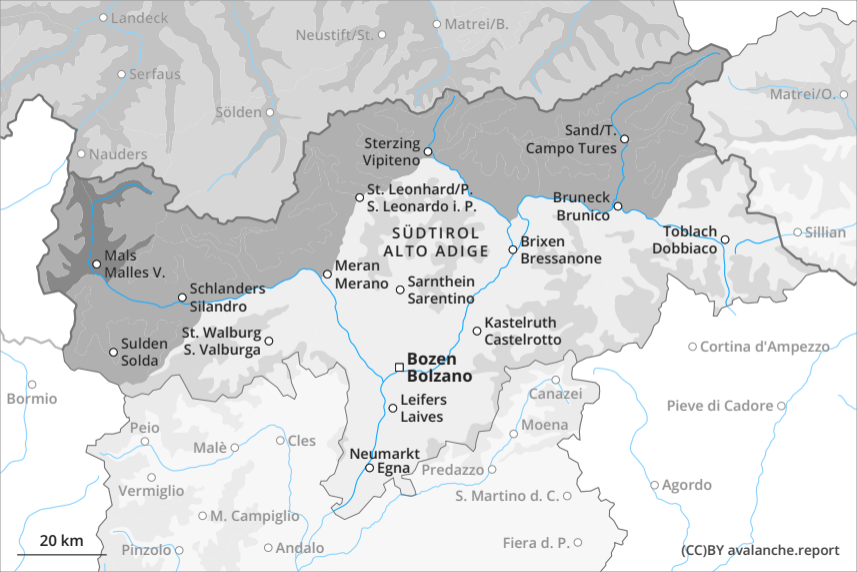 Landeck
Matrei/B.
Neustift/St.
Serfaus
Sölden
Matrei/O.
Nauders
Sand/T.
Campo Tures
Sterzing
Vipiteno
St. Leonhard/P.
S. Leonardo i. P.
Bruneck
Brunico
SÜDTIROL
ALTO ADIGE
Toblach
Dobbiaco
Sillian
Brixen
Bressanone
Mals
Malles V.
Meran
Merano
Schlanders
Silandro
Sarnthein
Sarentino
St. Walburg
S. Valburga
Kastelruth
Castelrotto
Sulden
Solda
Cortina d'Ampezzo
Bozen
Bolzano
Bormio
Canazei
Leifers
Laives
Pieve di Cadore
Peio
Moena
Malè
Cles
Neumarkt
Egna
Predazzo
Vermiglio
Agordo
S. Martino d. C.
M. Campiglio
20 km
Pinzolo
Andalo
Fiera d. P.
(CC)BY avalanche.report